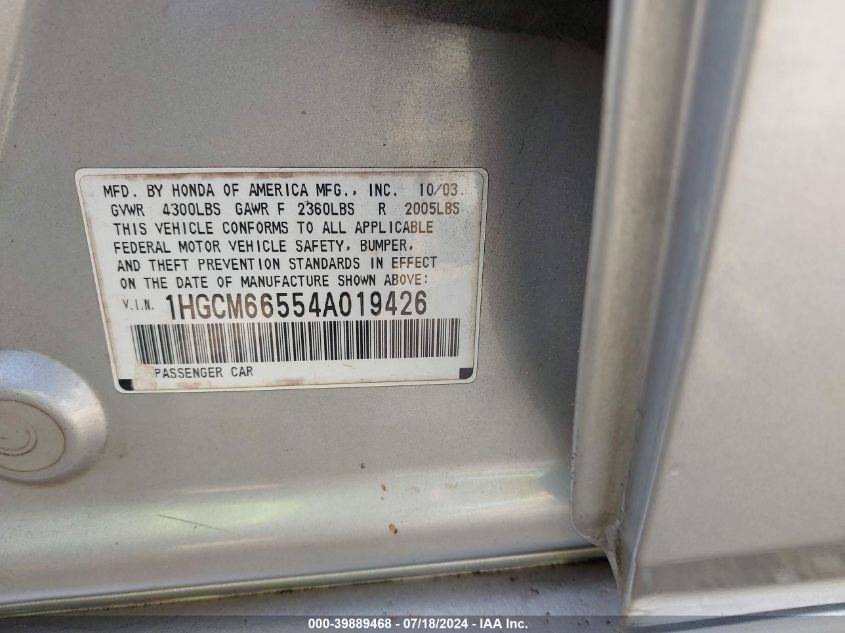 MFD. BY HONDA OF AMERICA MFG., INC. 10/03
GVWR 4300LBS GAWR F 2360LBS R 2005LBS
THIS VEHICLE CONFORMS TO ALL APPLICABLE
FEDERAL MOTOR VEHICLE SAFETY, BUMPER,
AND THEFT PREVENTION STANDARDS IN EFFECT
ON THE DATE OF MANUFACTURE SHOWN ABOVE:
V.I.N. 1HGCM66554A019426
PASSENGER CAR
000-39889468 - 07/18/2024 - IAA Inc.